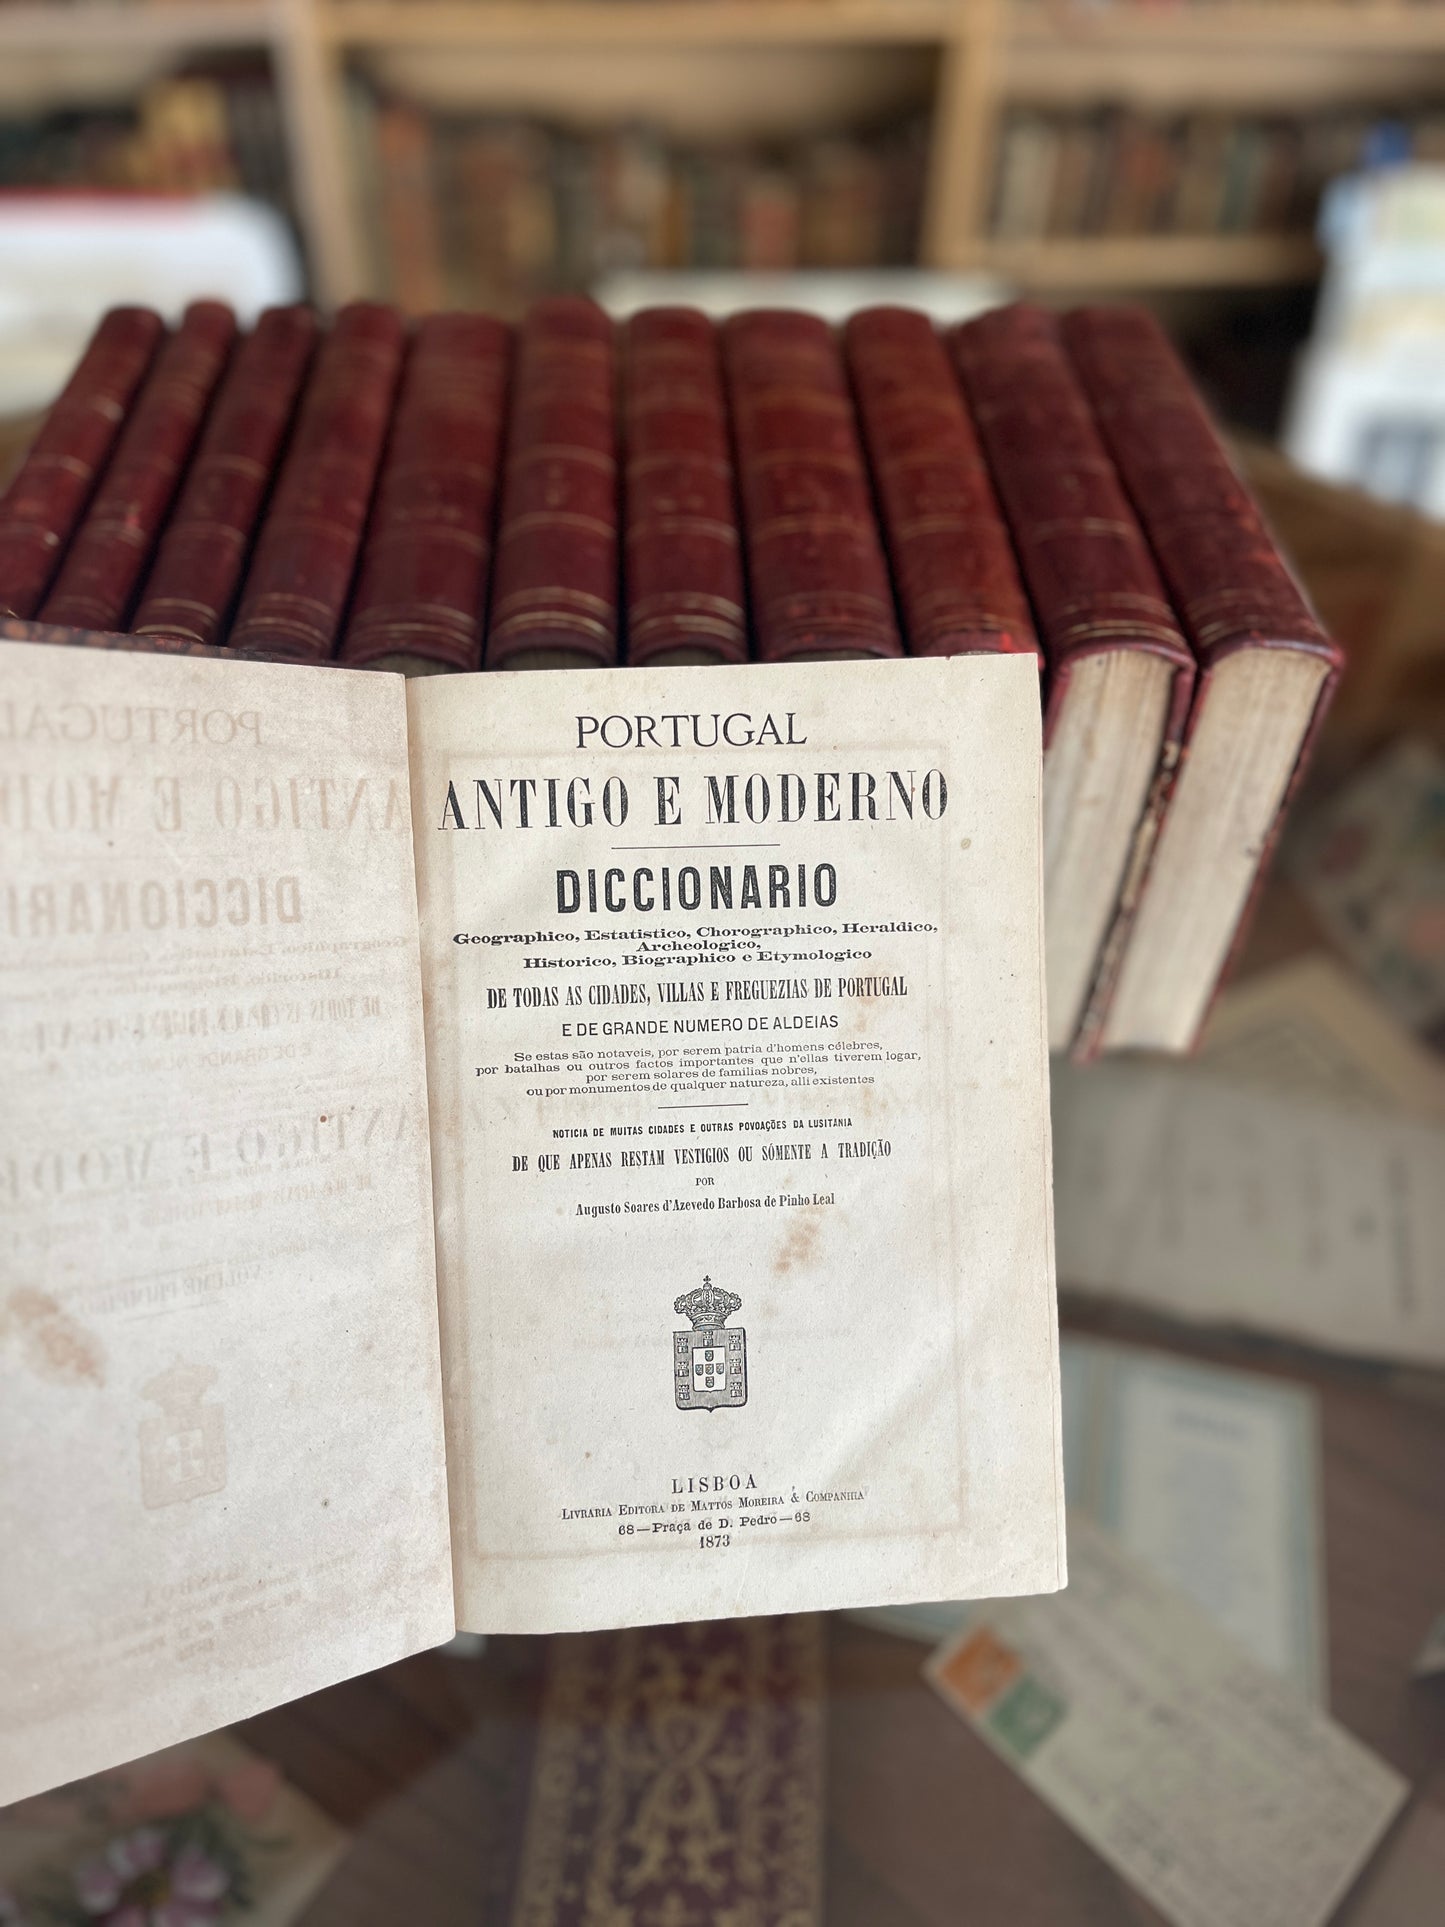 PORTUGAL
ANTIGO E MODERNO
DICCIONARIO
Geographico, Estatistico, Chorographico, Heraldico,
Archeologico,
Historico, Biographico e Etymologico
DE TODAS AS CIDADES, VILLAS E FREGUEZIAS DE PORTUGAL
E DE GRANDE NUMERO DE ALDEIAS
Se estas são notaveis, por serem patria d'homens célebres,
por batalhas ou outros factos importantes que n'ellas tiverem logar,
por serem solares de familias nobres,
ou por monumentos de qualquer natureza, alli existentes
NOTICIA DE MUITAS CIDADES E OUTRAS POVOAÇÕES DA LUSITANIA
DE QUE APENAS RESTAM VESTIGIOS OU SÓMENTE A TRADIÇÃO
POR
Augusto Soares d'Azevedo Barbosa de Pinho Leal
LISBOA
LIVRARIA EDITORA DE MATTOS MOREIRA & COMPANHIA
68—Praça de D. Pedro—68
1873